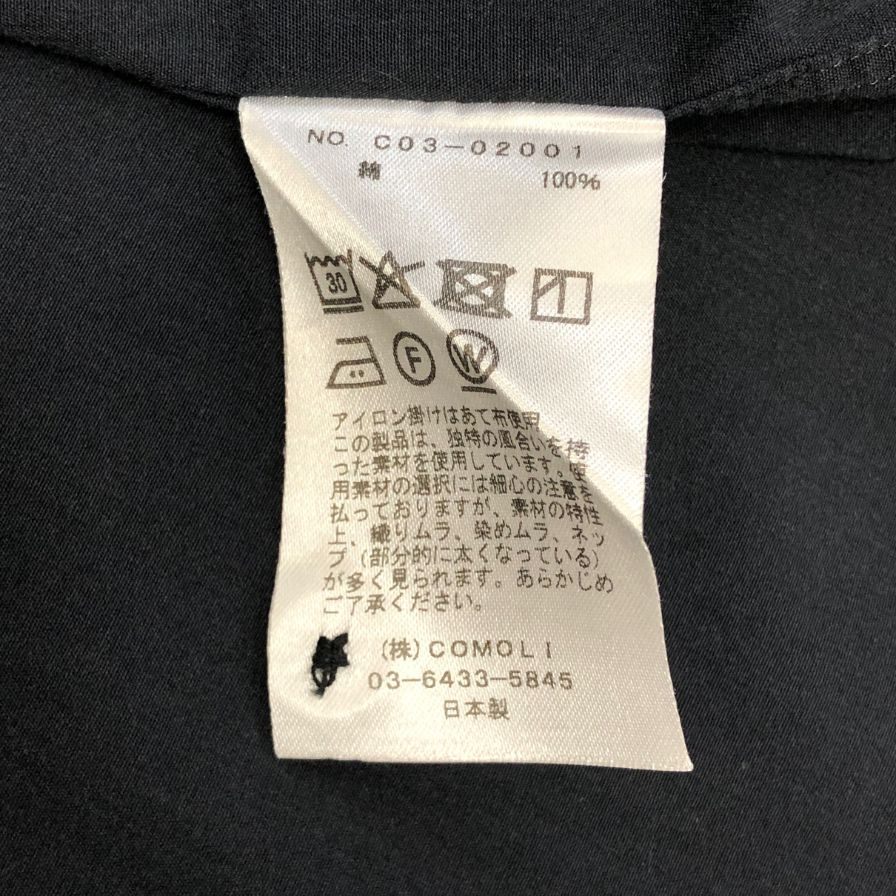 NO. C03-02001
綿 100%
30
F
W
アイロン掛けはあて布使用
この製品は、独特の風合いを持
った素材を使用しています。使
用素材の選択には細心の注意を
払っておりますが、素材の特性
上、織りムラ、染めムラ、ネッ
プ(部分的に太くなっている)
が多く見られます。あらかじめ
ご了承ください。
(株)COMOLI
03-6433-5845
日本製